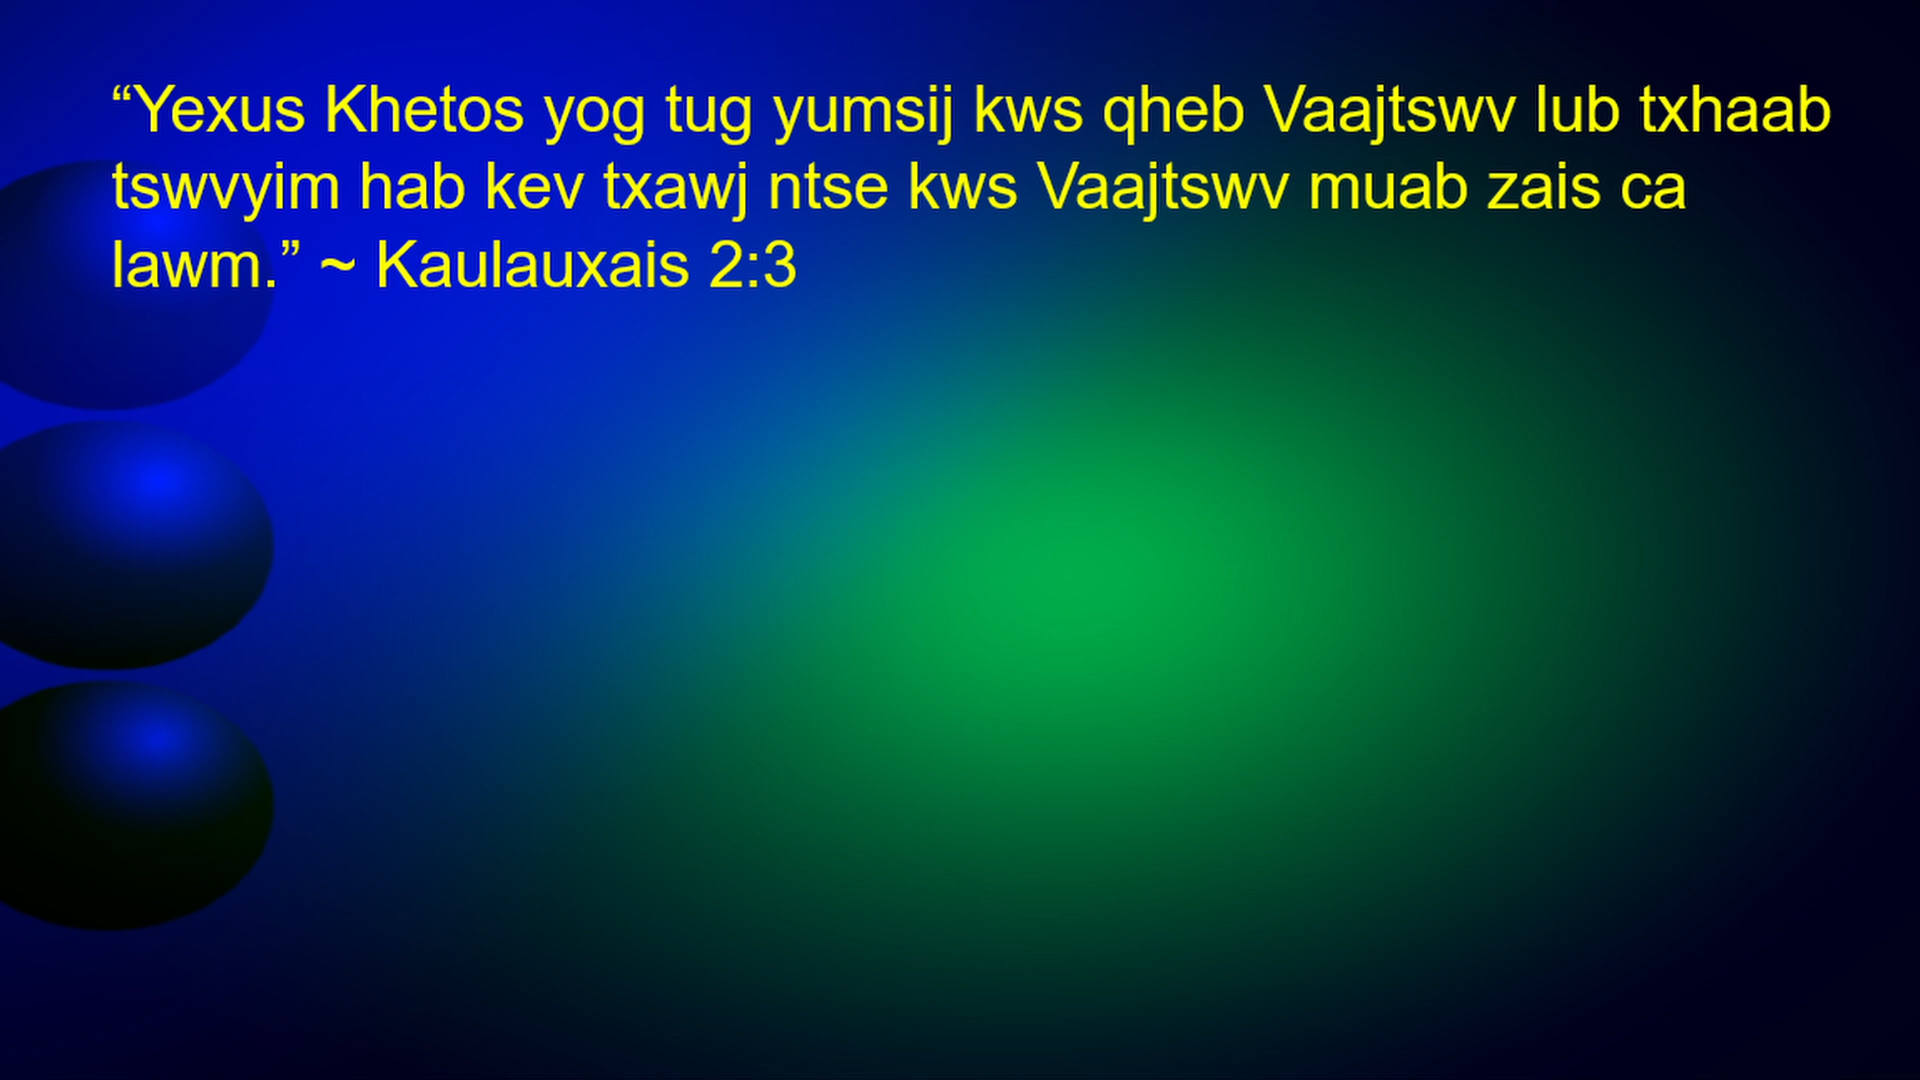 “Yexus Khetos yog tug yumsij kws qheb Vaajtswv lub txhaab
tswvyim hab kev txawj ntse kws Vaajtswv muab zais ca
lawm.” ~ Kaulauxais 2:3